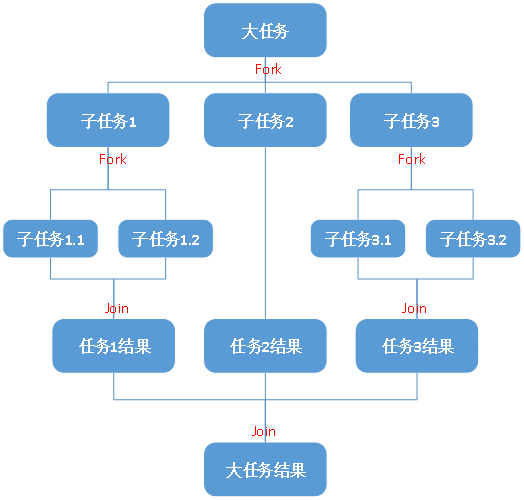 大任务
Fork
子任务1
子任务2
子任务3
Fork
Fork
子任务1.1
子任务1.2
子任务3.1
子任务3.2
Join
Join
任务1结果
任务2结果
任务3结果
Join
大任务结果